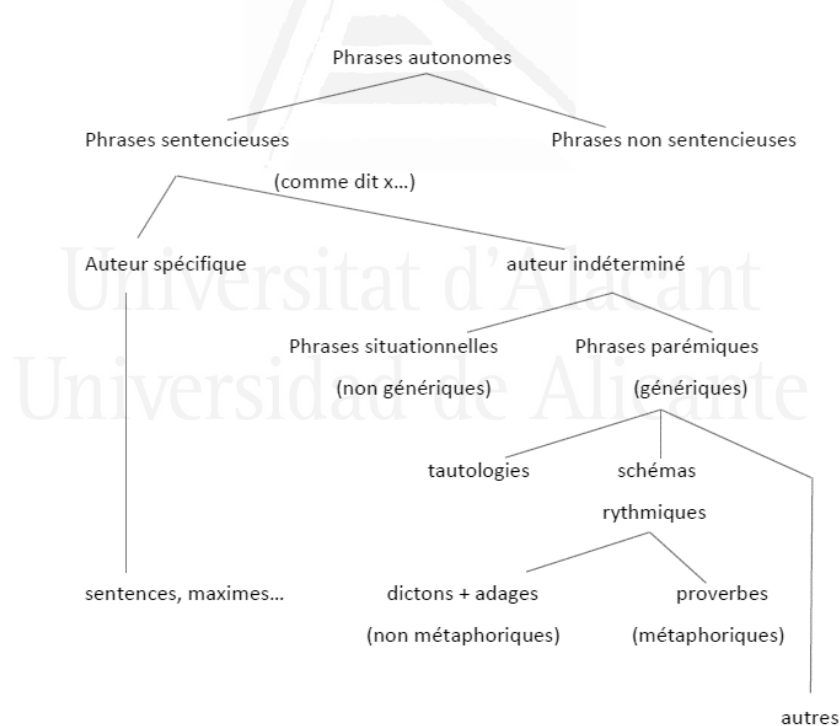 Phrases autonomes
Phrases sentencieuses Phrases non sentencieuses
(comme dit x...)
Auteur spécifique auteur indéterminé
Phrases situationnelles Phrases parémiques
(non génériques) (génériques)
tautologies schémas
rythmiques
sentences, maximes... dictons + adages proverbes
(non métaphoriques) (métaphoriques)
autres
Universitat d'Alacant
Universidad de Alicante